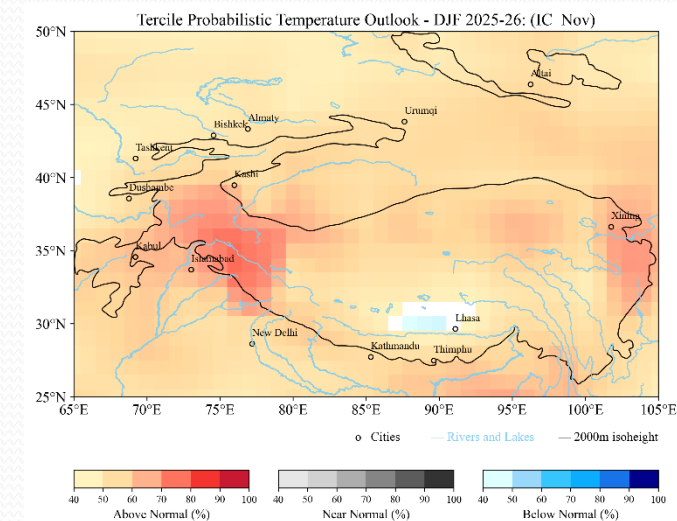 Tercile Probabilistic Temperature Outlook - DJF 2025-26: (IC Nov)
50°N
Altai
45°N
Urumqi
Bishkek
Almaty
Tashkent
40°N
Kashi
Dushambe
Xining
35°N
Kabul
Islamabad
30°N
Lhasa
New Delhi
Kathmandu
Thimphu
25°N
65°E 70°E 75°E 80°E 85°E 90°E 95°E 100°E 105°E
Cities Rivers and Lakes 2000m isoheight
40 50 60 70 80 90 100 40 50 60 70 80 90 100 40 50 60 70 80 90 100
Above Normal (%) Near Normal (%) Below Normal (%)